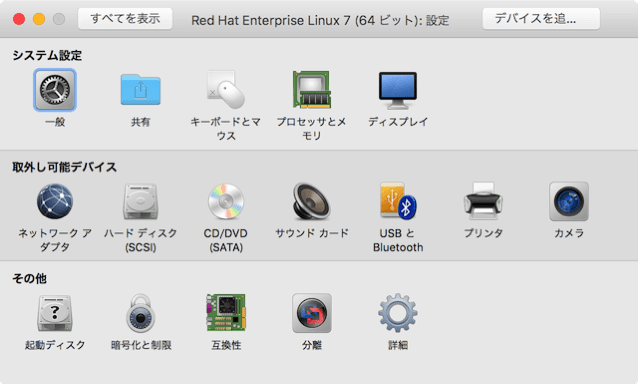 すべてを表示 Red Hat Enterprise Linux 7 (64 ビット): 設定 デバイスを追...
システム設定
一般 共有 キーボードとマ プロセッサとメ ディスプレイ
ウス モリ
取外し可能デバイス
ネットワーク ア ハード ディスク CD/DVD サウンド カード USB と プリンタ カメラ
ダプタ (SCSI) (SATA) Bluetooth
その他
?
起動ディスク 暗号化と制限 互換性 分離 詳細